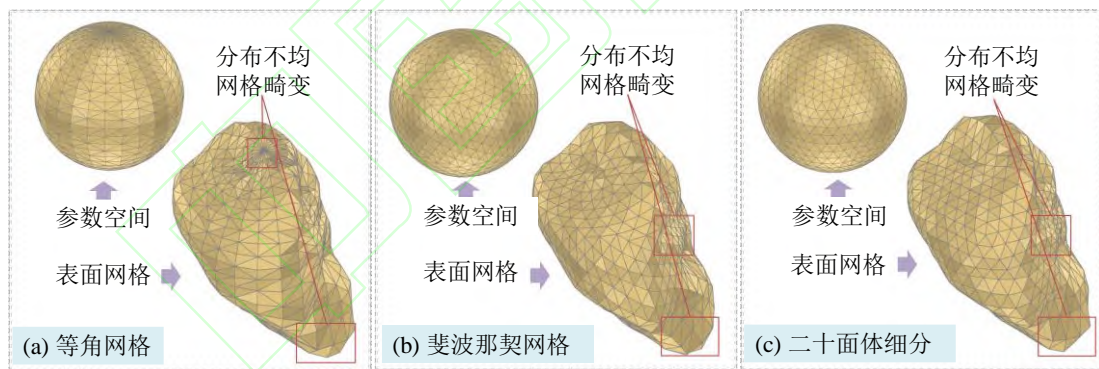 分布不均
网格畸变
参数空间
表面网格
(a) 等角网格
分布不均
网格畸变
参数空间
表面网格
(b) 斐波那契网格
分布不均
网格畸变
参数空间
表面网格
(c) 二十面体细分